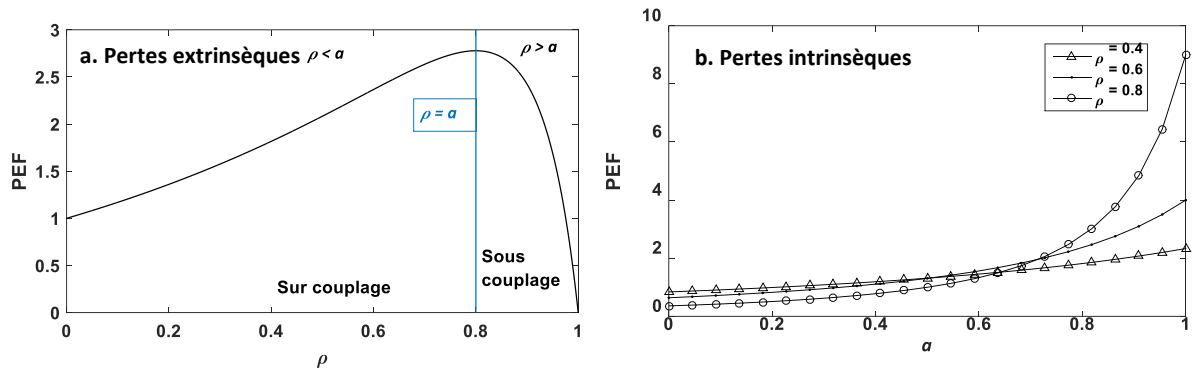 a. Pertes extrinsèques ρ < a
ρ > a
ρ = a
Sous
couplage
Sur couplage
PEF
3
2.5
2
1.5
1
0.5
0
0 0.2 0.4 0.6 0.8 1
ρ
b. Pertes intrinsèques
ρ = 0.4
ρ = 0.6
ρ = 0.8
PEF
10
8
6
4
2
0
0 0.2 0.4 0.6 0.8 1
a